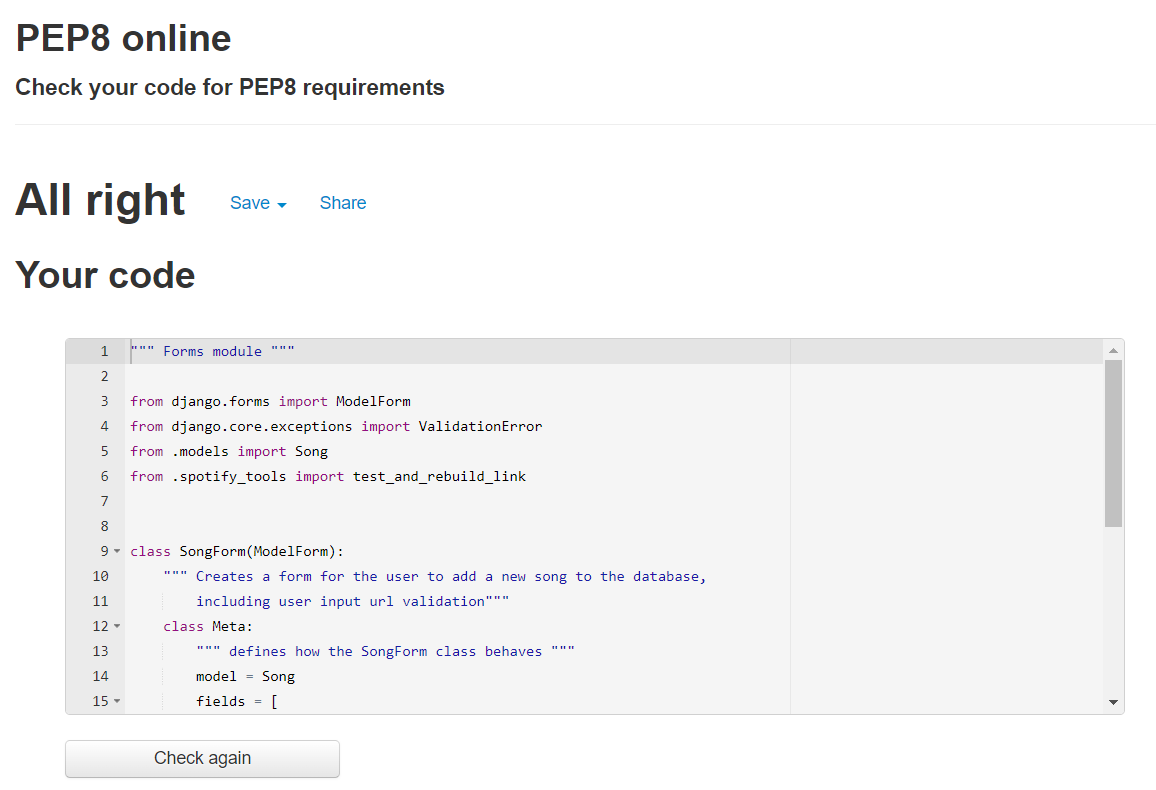 PEP8 online
Check your code for PEP8 requirements
All right Save Share
Your code
1 """ Forms module """
2
3 from django.forms import ModelForm
4 from django.core.exceptions import ValidationError
5 from .models import Song
6 from .spotify_tools import test_and_rebuild_link
7
8
9 class SongForm(ModelForm):
10 """ Creates a form for the user to add a new song to the database,
11 including user input url validation"""
12 class Meta:
13 """ defines how the SongForm class behaves """
14 model = Song
15 fields = [
Check again